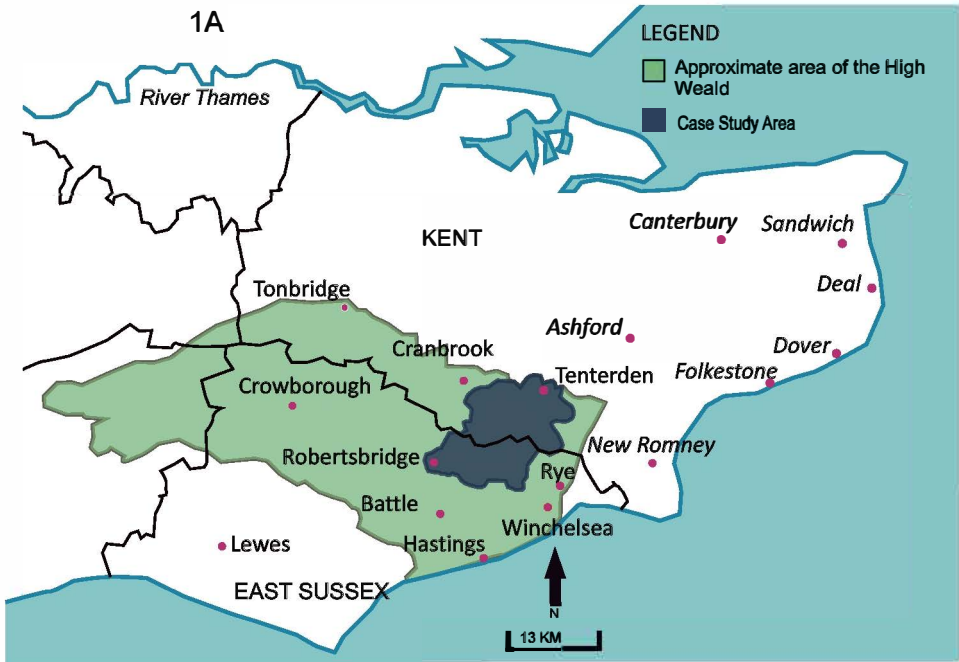 1A
LEGEND
Approximate area of the High
Weald
Case Study Area
River Thames
KENT
Canterbury
Sandwich
Deal
Tonbridge
Ashford
Dover
Cranbrook
Folkestone
Tenterden
Crowborough
New Romney
Robertsbridge
Rye
Battle
Winchelsea
Hastings
Lewes
EAST SUSSEX
N
13 KM